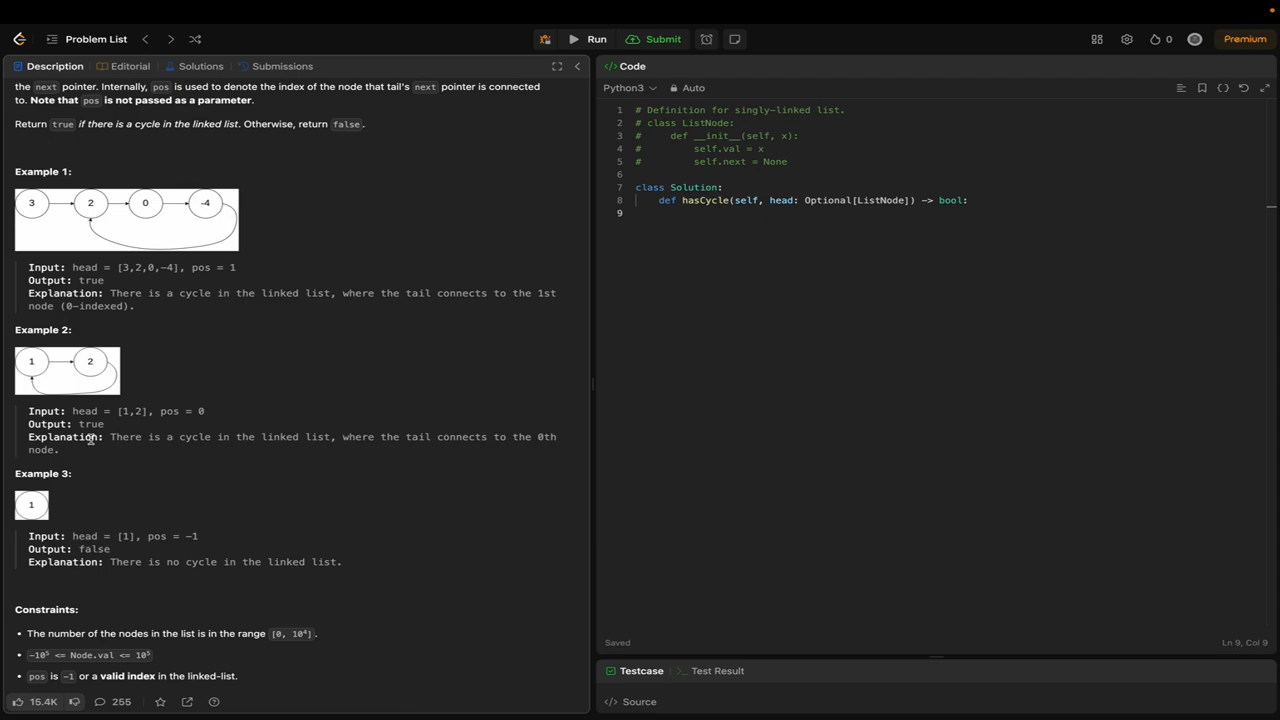 Problem List
Run
Submit
0
Premium
Description
Editorial
Solutions
Submissions
the next pointer. Internally, pos is used to denote the index of the node that tail's next pointer is connected
to. Note that pos is not passed as a parameter.
Return true if there is a cycle in the linked list. Otherwise, return false.
Example 1:
3 2 0 -4
Input: head = [3,2,0,-4], pos = 1
Output: true
Explanation: There is a cycle in the linked list, where the tail connects to the 1st
node (0-indexed).
Example 2:
1 2
Input: head = [1,2], pos = 0
Output: true
Explanation: There is a cycle in the linked list, where the tail connects to the 0th
node.
Example 3:
1
Input: head = [1], pos = -1
Output: false
Explanation: There is no cycle in the linked list.
Constraints:
• The number of the nodes in the list is in the range [0, 10⁴].
• -10⁵ <= Node.val <= 10⁵
• pos is -1 or a valid index in the linked-list.
15.4K
255
</> Code
Python3
Auto
1 # Definition for singly-linked list.
2 # class ListNode:
3 #     def __init__(self, x):
4 #         self.val = x
5 #         self.next = None
6
7 class Solution:
8     def hasCycle(self, head: Optional[ListNode]) -> bool:
9
Saved
Ln 9, Col 9
Testcase
>_ Test Result
</> Source